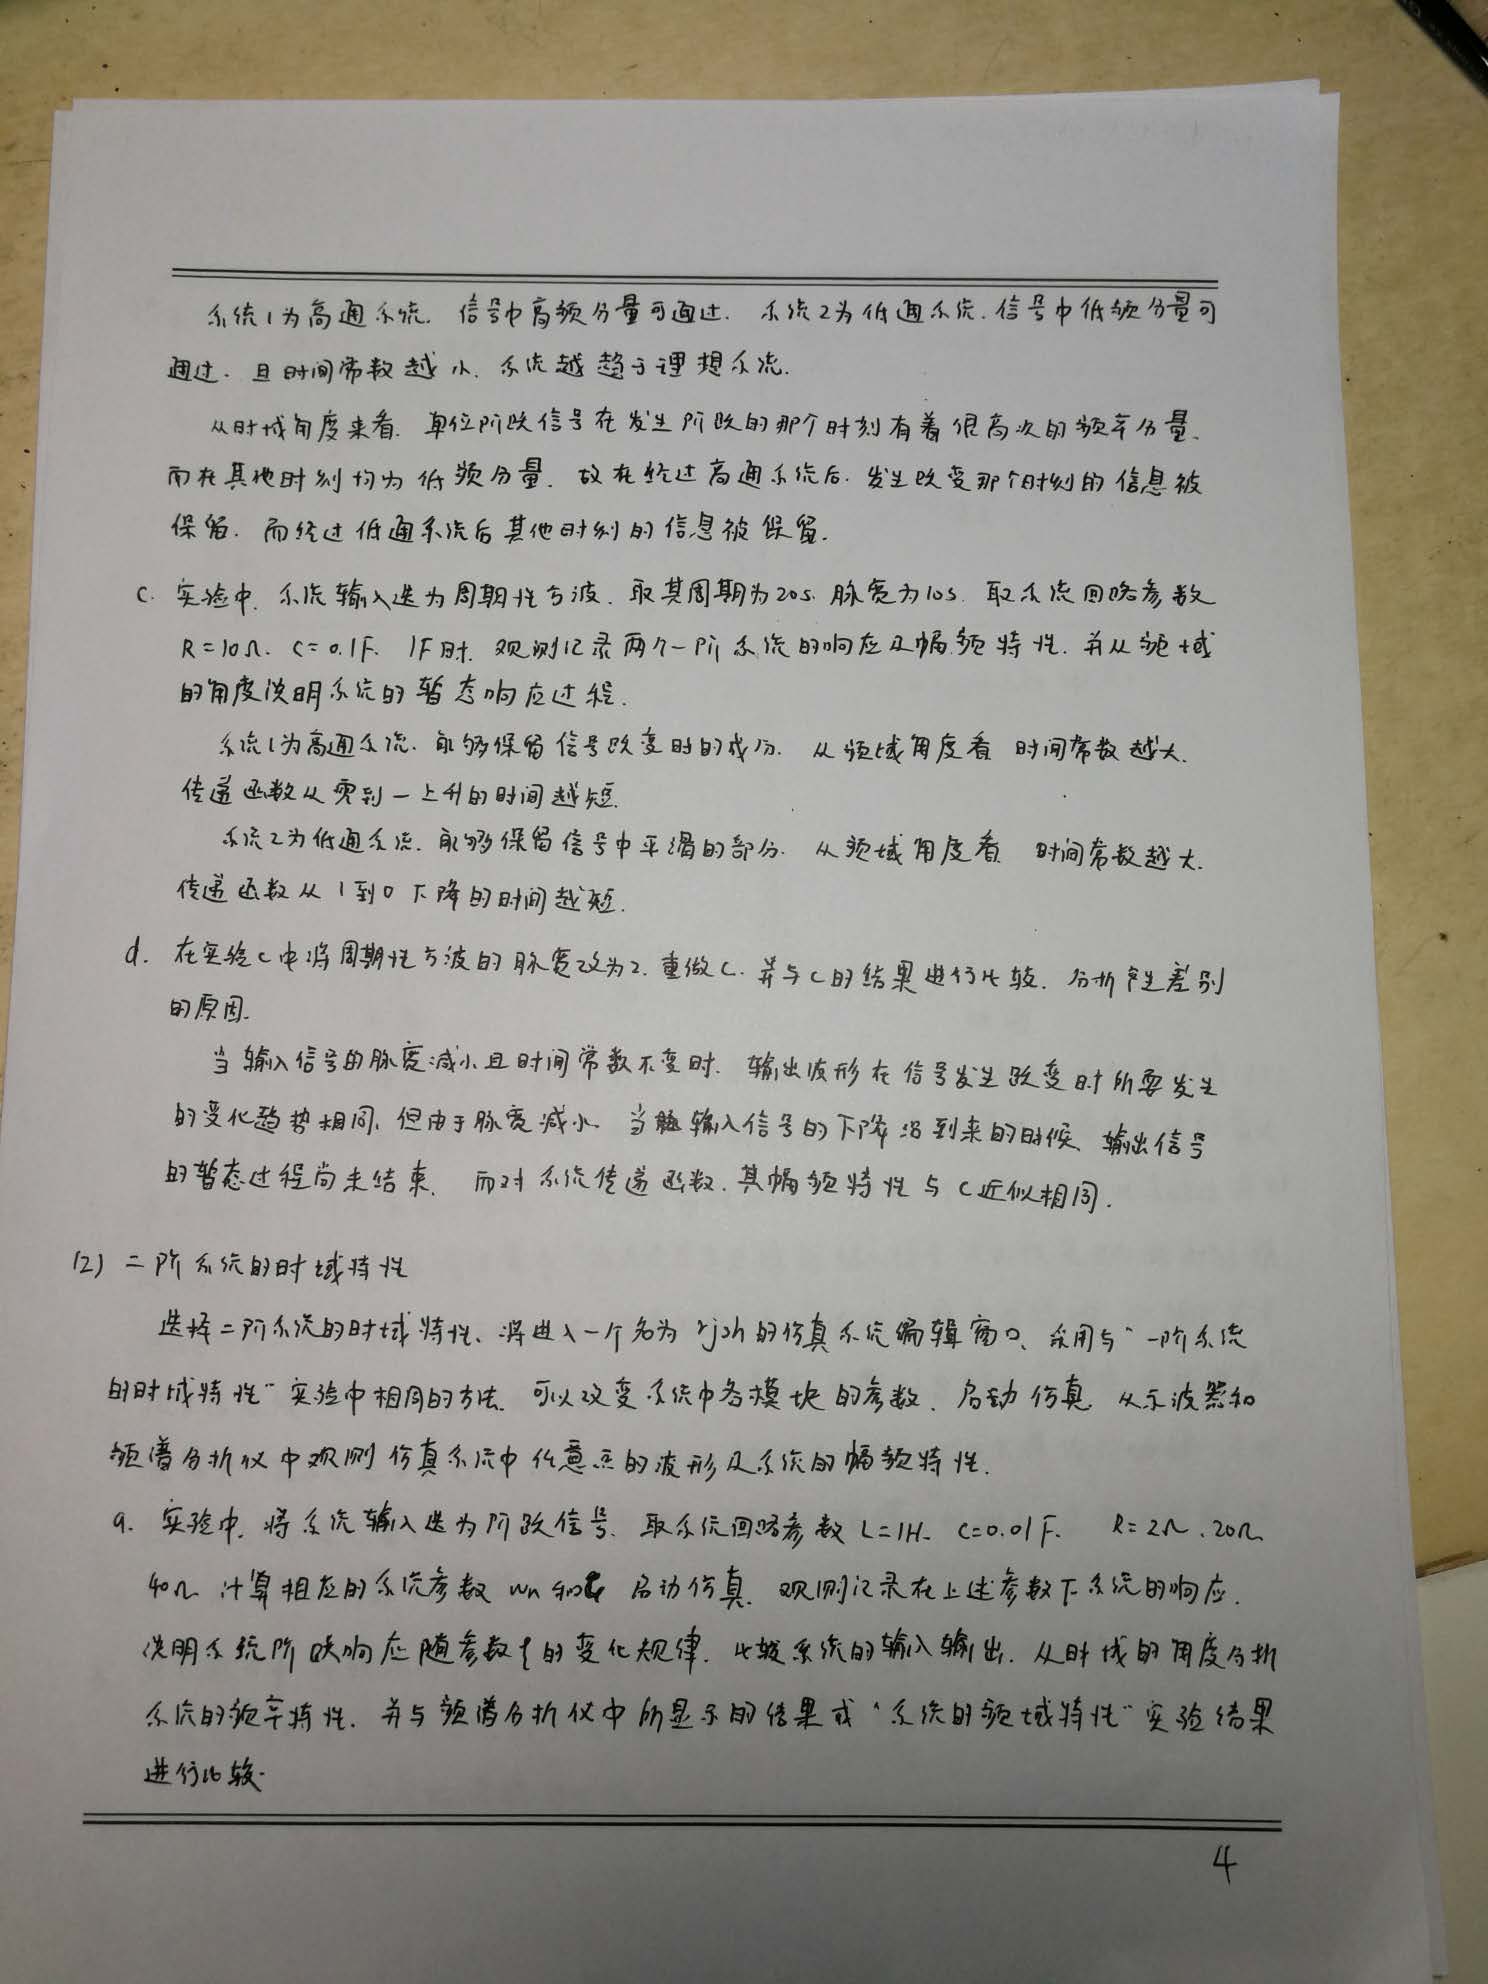 系统1为高通系统. 信号中高频分量可通过. 系统2为低通系统. 信号中低频分量可
通过. 且时间常数越小. 系统越趋于理想系统.
从时域角度来看. 单位阶跃信号在发生阶跃的那个时刻有着很高次的频率分量.
而在其他时刻均为低频分量. 故在经过高通系统后. 发生跃变那个时刻的信息被
保留. 而经过低通系统后其他时刻的信息被保留.
c. 实验中. 系统输入选为周期性方波. 取其周期为20s. 脉宽为10s. 取系统回路参数
R=10Ω. C=0.1F. 1F时. 观测记录两个一阶系统的响应及幅频特性. 并从频域
的角度说明系统的暂态响应过程.
系统1为高通系统. 能够保留信号跃变时的成分. 从频域角度看 时间常数越大.
传递函数从零到一上升的时间越短.
系统2为低通系统. 能够保留信号中平滑的部分. 从频域角度看 时间常数越大.
传递函数从1到0下降的时间越短.
d. 在实验c中将周期性方波的脉宽改为2. 重做C. 并与C的结果进行比较. 分析产生差别
的原因.
当输入信号的脉宽减小且时间常数不变时. 输出波形在信号发生跃变时所要发生
的变化趋势相同. 但由于脉宽减小. 当输入信号的下降沿到来的时候. 输出信号
的暂态过程尚未结束. 而对系统传递函数. 其幅频特性与C近似相同.
(2) 二阶系统的时域特性
选择二阶系统的时域特性. 将进入一个名为rjsh的仿真系统编辑窗口. 采用与“一阶系统
的时域特性”实验中相同的方法. 可以改变系统中各模块的参数. 启动仿真. 从示波器和
频谱分析仪中观测仿真系统中任意点的波形及系统的幅频特性.
a. 实验中. 将系统输入选为阶跃信号. 取系统回路参数L=1H. C=0.01F. R=2Ω. 20Ω
40Ω 计算相应的系统参数ωn和ξ 启动仿真. 观测记录在上述参数下系统的响应.
说明系统阶跃响应随参数ξ的变化规律. 比较系统的输入输出. 从时域的角度分析
系统的频率特性. 并与频谱分析仪中所显示的结果或“系统的频域特性”实验结果
进行比较.
4